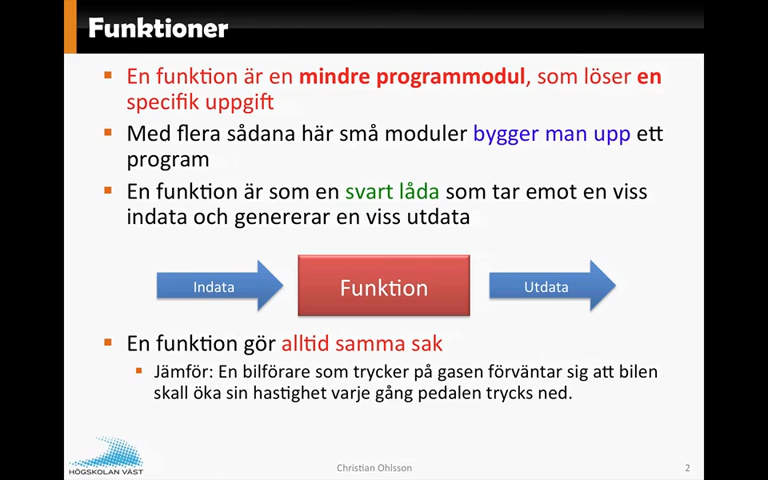 Funktioner
En funktion är en mindre programmodul, som löser en
specifik uppgift
Med flera sådana här små moduler bygger man upp ett
program
En funktion är som en svart låda som tar emot en viss
indata och genererar en viss utdata
Indata
Funktion
Utdata
En funktion gör alltid samma sak
Jämför: En bilförare som trycker på gasen förväntar sig att bilen
skall öka sin hastighet varje gång pedalen trycks ned.
HÖGSKOLAN VÄST
Christian Ohlsson
2